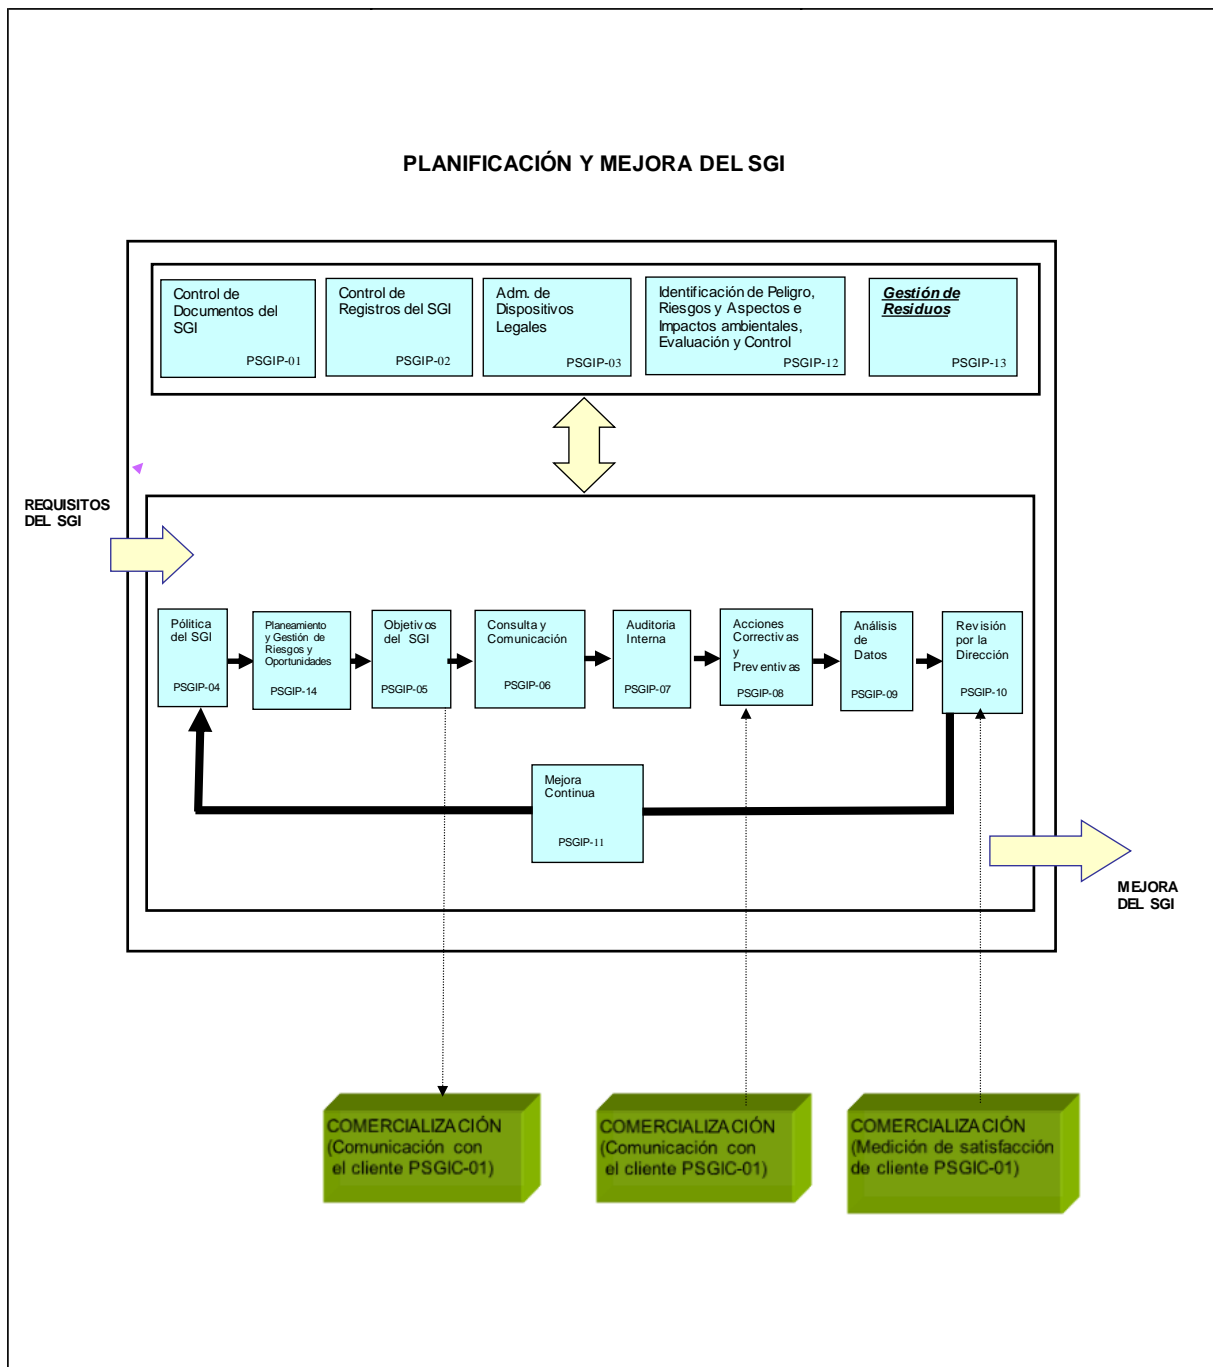 PLANIFICACIÓN Y MEJORA DEL SGI
Control de
Documentos del
SGI
PSGIP-01
Control de
Registros del SGI
PSGIP-02
Adm. de
Dispositivos
Legales
PSGIP-03
Identificación de Peligro,
Riesgos y Aspectos e
Impactos ambientales,
Evaluación y Control
PSGIP-12
Gestión de
Residuos
PSGIP-13
REQUISITOS
DEL SGI
Pólitica
del SGI
PSGIP-04
Planeamiento
y Gestión de
Riesgos y
Oportunidades
PSGIP-14
Objetivos
del SGI
PSGIP-05
Consulta y
Comunicación
PSGIP-06
Auditoria
Interna
PSGIP-07
Acciones
Correctivas
y
Preventivas
PSGIP-08
Análisis
de
Datos
PSGIP-09
Revisión
por la
Dirección
PSGIP-10
Mejora
Continua
PSGIP-11
MEJORA
DEL SGI
COMERCIALIZACIÓN
(Comunicación con
el cliente PSGIC-01)
COMERCIALIZACIÓN
(Comunicación con
el cliente PSGIC-01)
COMERCIALIZACIÓN
(Medición de satisfacción
de cliente PSGIC-01)